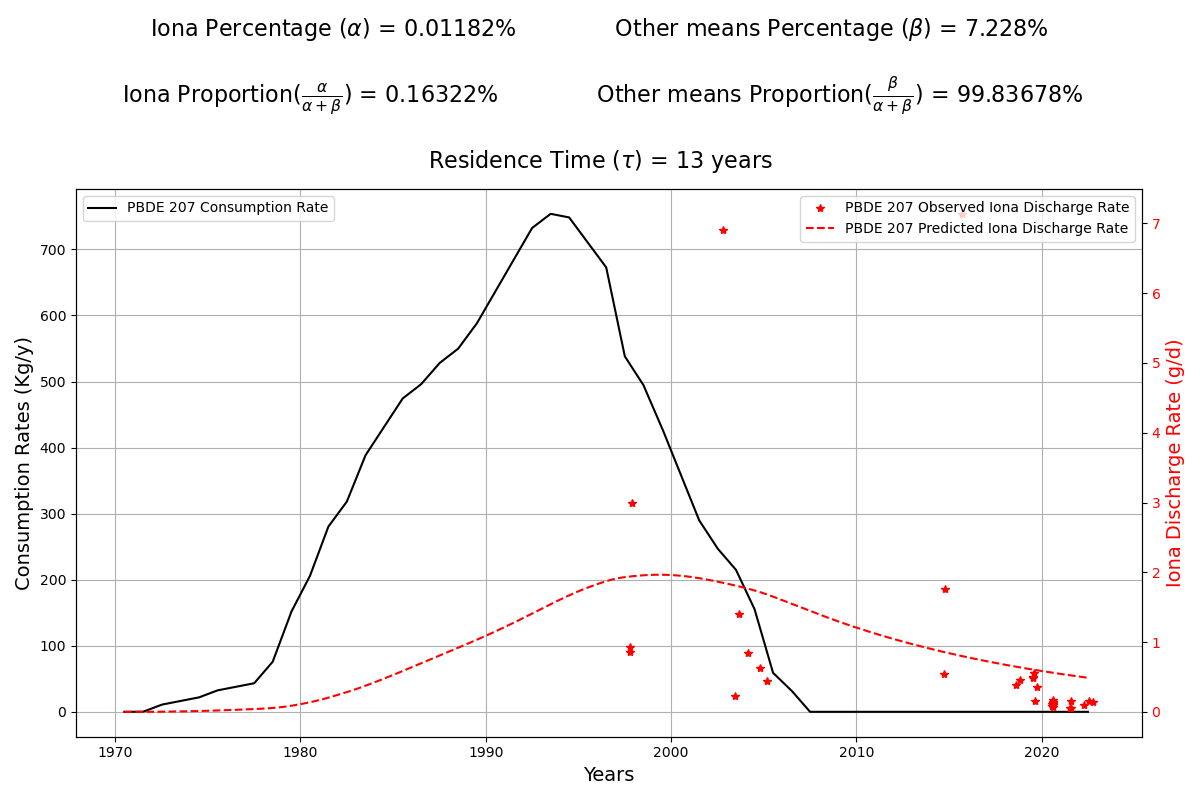 Iona Percentage (α) = 0.01182%
Other means Percentage (β) = 7.228%
Iona Proportion(α/(α+β)) = 0.16322%
Other means Proportion(β/(α+β)) = 99.83678%
Residence Time (τ) = 13 years
PBDE 207 Consumption Rate
PBDE 207 Observed Iona Discharge Rate
PBDE 207 Predicted Iona Discharge Rate
Consumption Rates (Kg/y)
700
600
500
400
300
200
100
0
7
6
5
4
3
2
1
0
Iona Discharge Rate (g/d)
1970 1980 1990 2000 2010 2020
Years